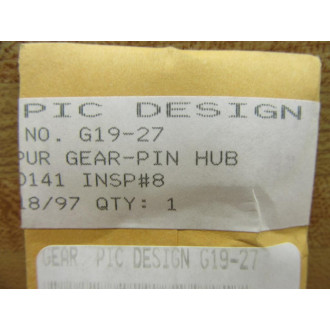 PIC DESIGN
NO. G19-27
PUR GEAR-PIN HUB
0141 INSP#8
18/97 QTY: 1
GEAR PIC DESIGN G19-27